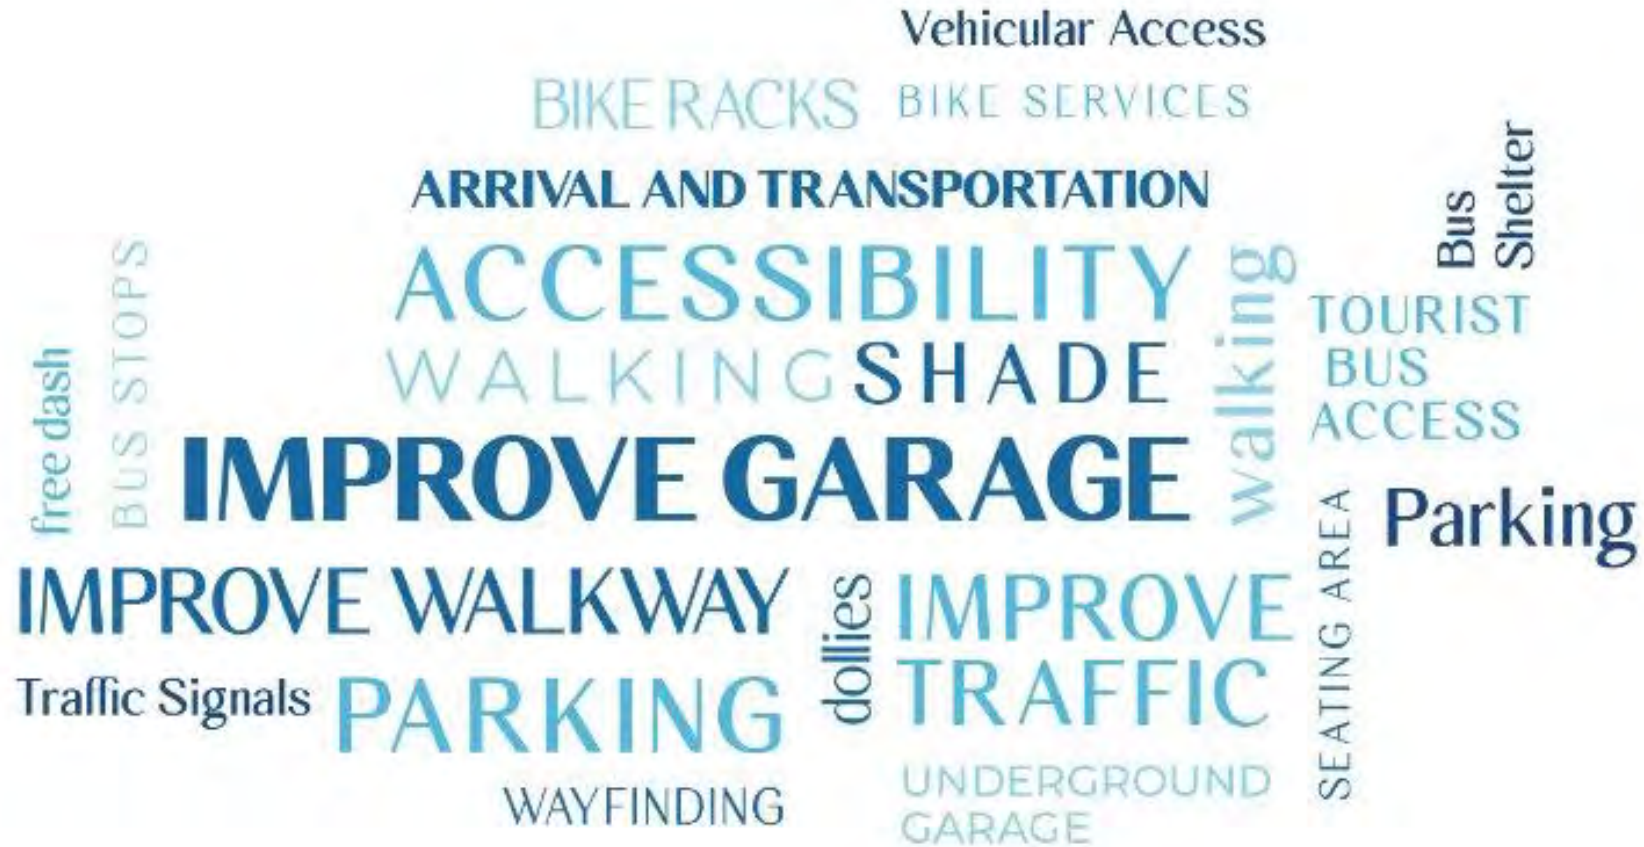 Vehicular Access
BIKE RACKS
BIKE SERVICES
ARRIVAL AND TRANSPORTATION
Bus
Shelter
ACCESSIBILITY
walking
TOURIST
BUS
ACCESS
WALKING
SHADE
free dash
BUS STOPS
IMPROVE GARAGE
Parking
IMPROVE WALKWAY
dollies
IMPROVE
TRAFFIC
SEATING AREA
Traffic Signals
PARKING
WAYFINDING
UNDERGROUND
GARAGE